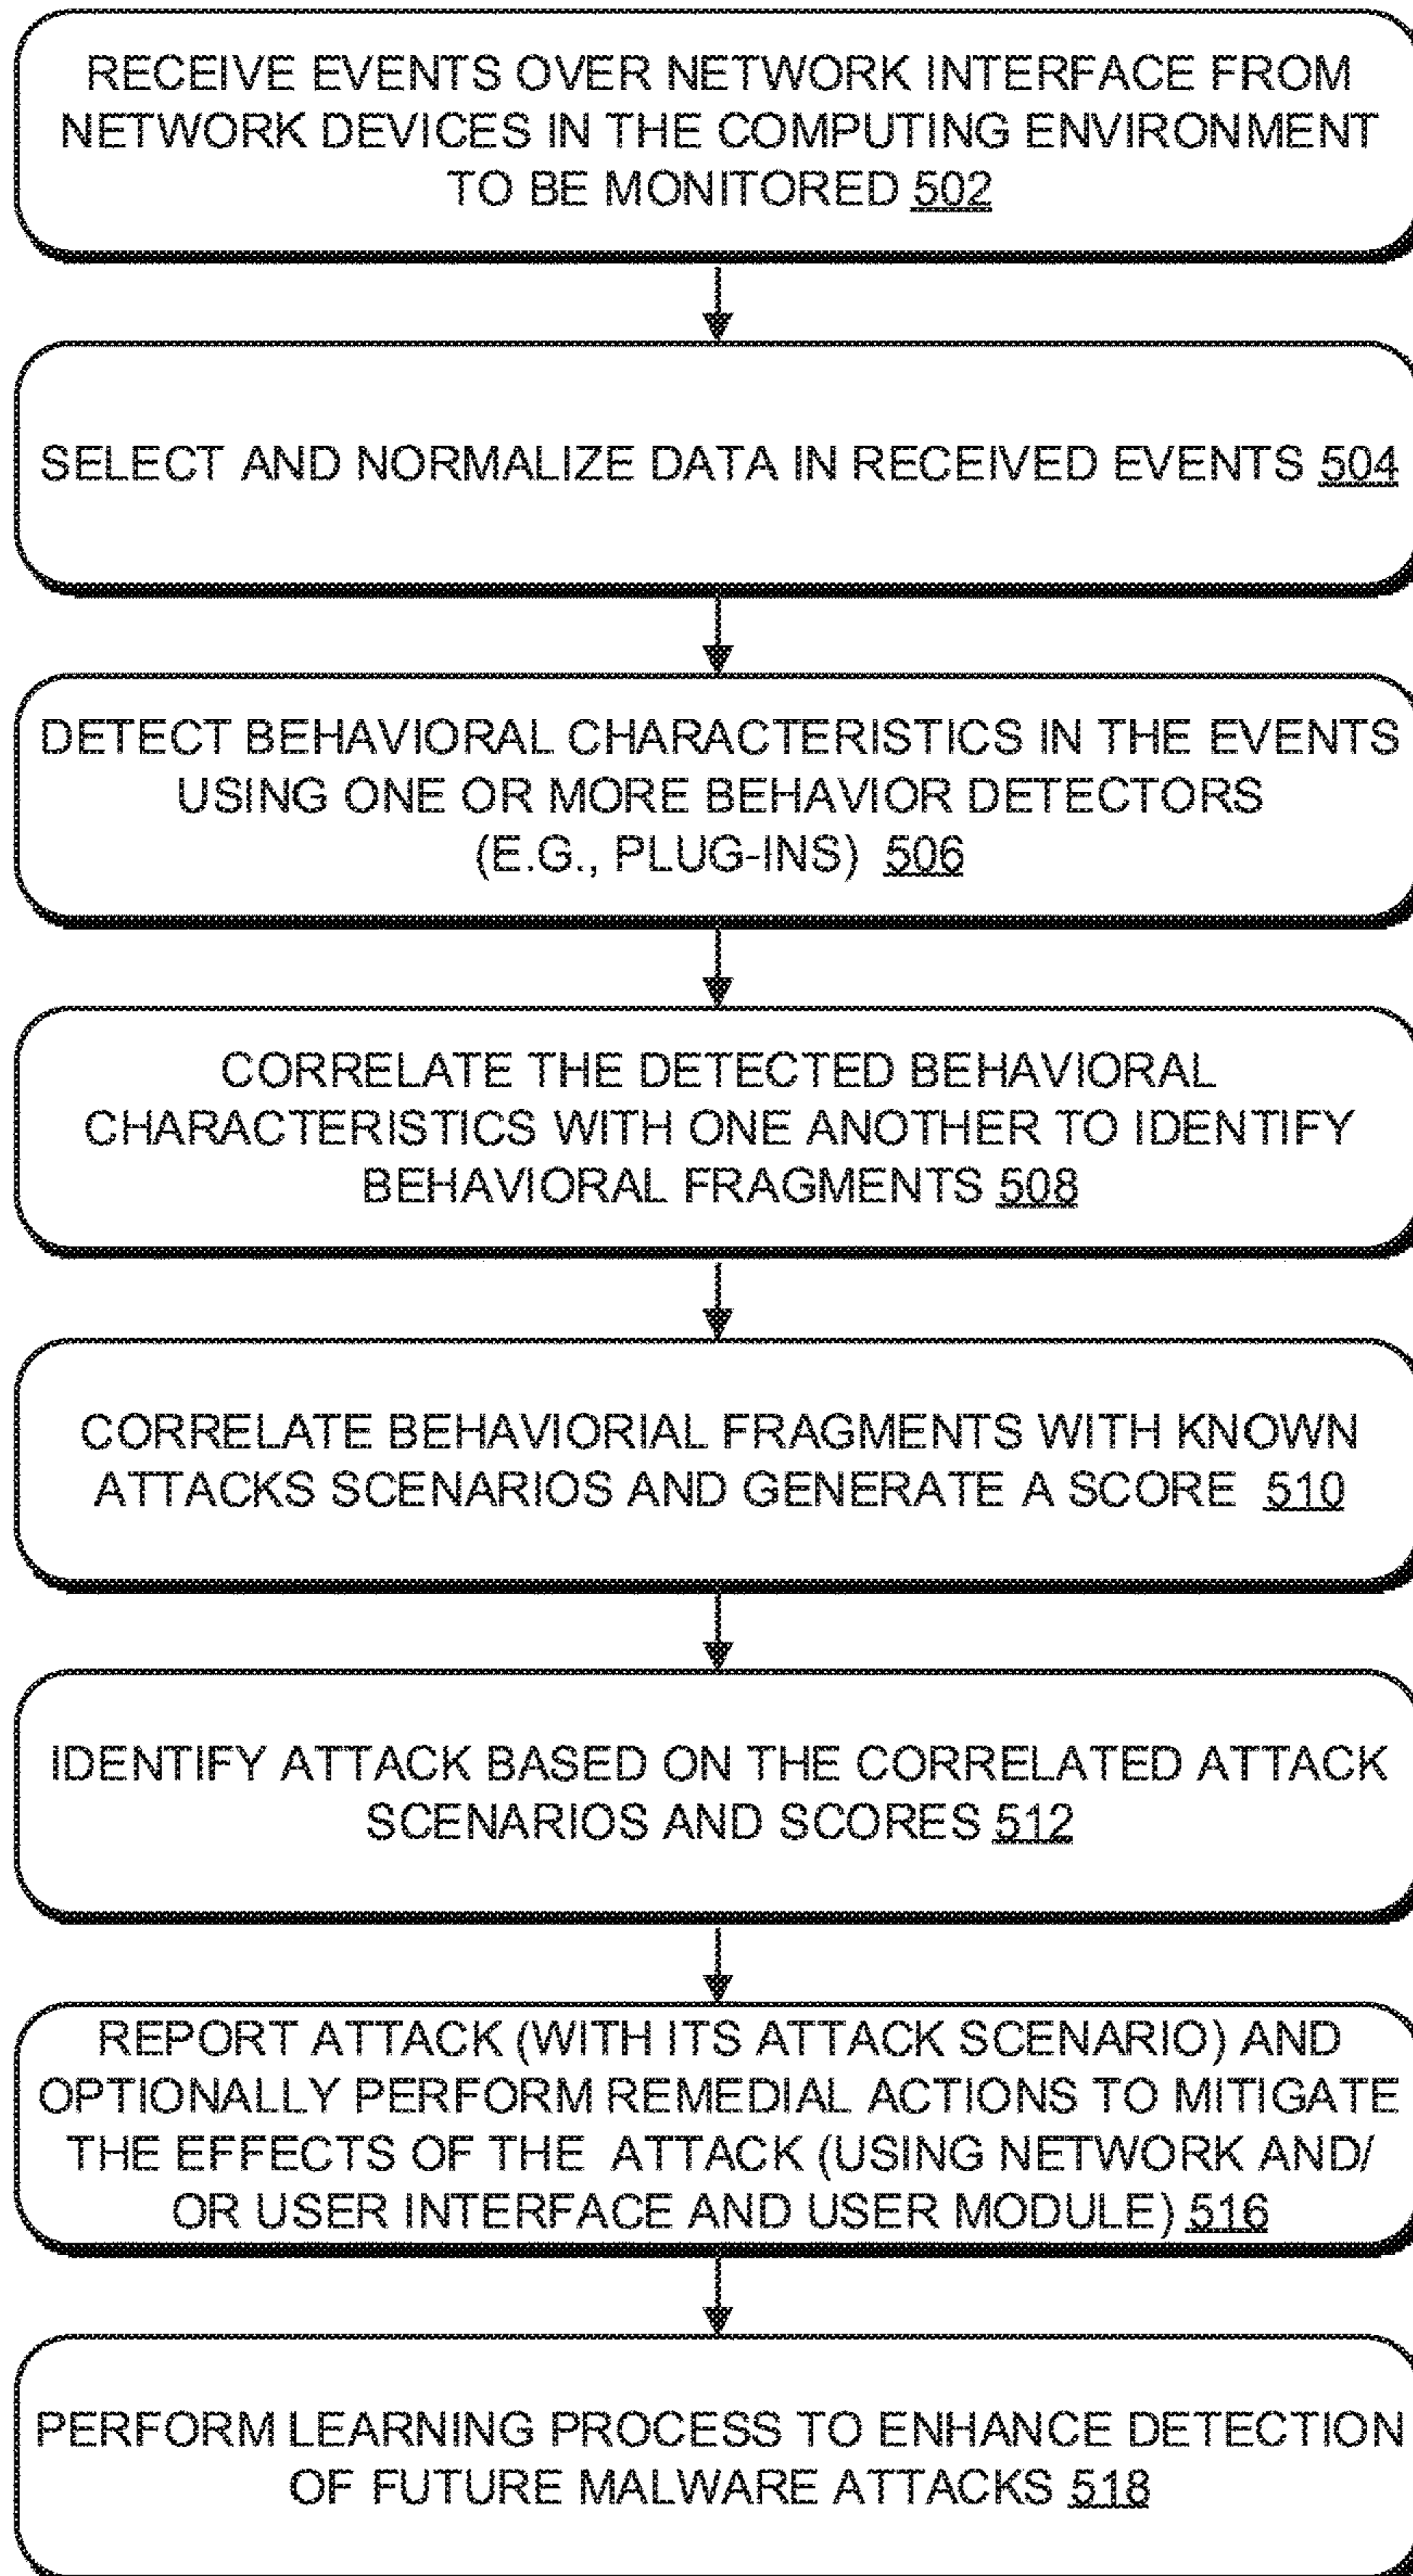 RECEIVE EVENTS OVER NETWORK INTERFACE FROM
NETWORK DEVICES IN THE COMPUTING ENVIRONMENT
TO BE MONITORED 502
SELECT AND NORMALIZE DATA IN RECEIVED EVENTS 504
DETECT BEHAVIORAL CHARACTERISTICS IN THE EVENTS
USING ONE OR MORE BEHAVIOR DETECTORS
(E.G., PLUG-INS) 506
CORRELATE THE DETECTED BEHAVIORAL
CHARACTERISTICS WITH ONE ANOTHER TO IDENTIFY
BEHAVIORAL FRAGMENTS 508
CORRELATE BEHAVIORIAL FRAGMENTS WITH KNOWN
ATTACKS SCENARIOS AND GENERATE A SCORE 510
IDENTIFY ATTACK BASED ON THE CORRELATED ATTACK
SCENARIOS AND SCORES 512
REPORT ATTACK (WITH ITS ATTACK SCENARIO) AND
OPTIONALLY PERFORM REMEDIAL ACTIONS TO MITIGATE
THE EFFECTS OF THE ATTACK (USING NETWORK AND/
OR USER INTERFACE AND USER MODULE) 516
PERFORM LEARNING PROCESS TO ENHANCE DETECTION
OF FUTURE MALWARE ATTACKS 518